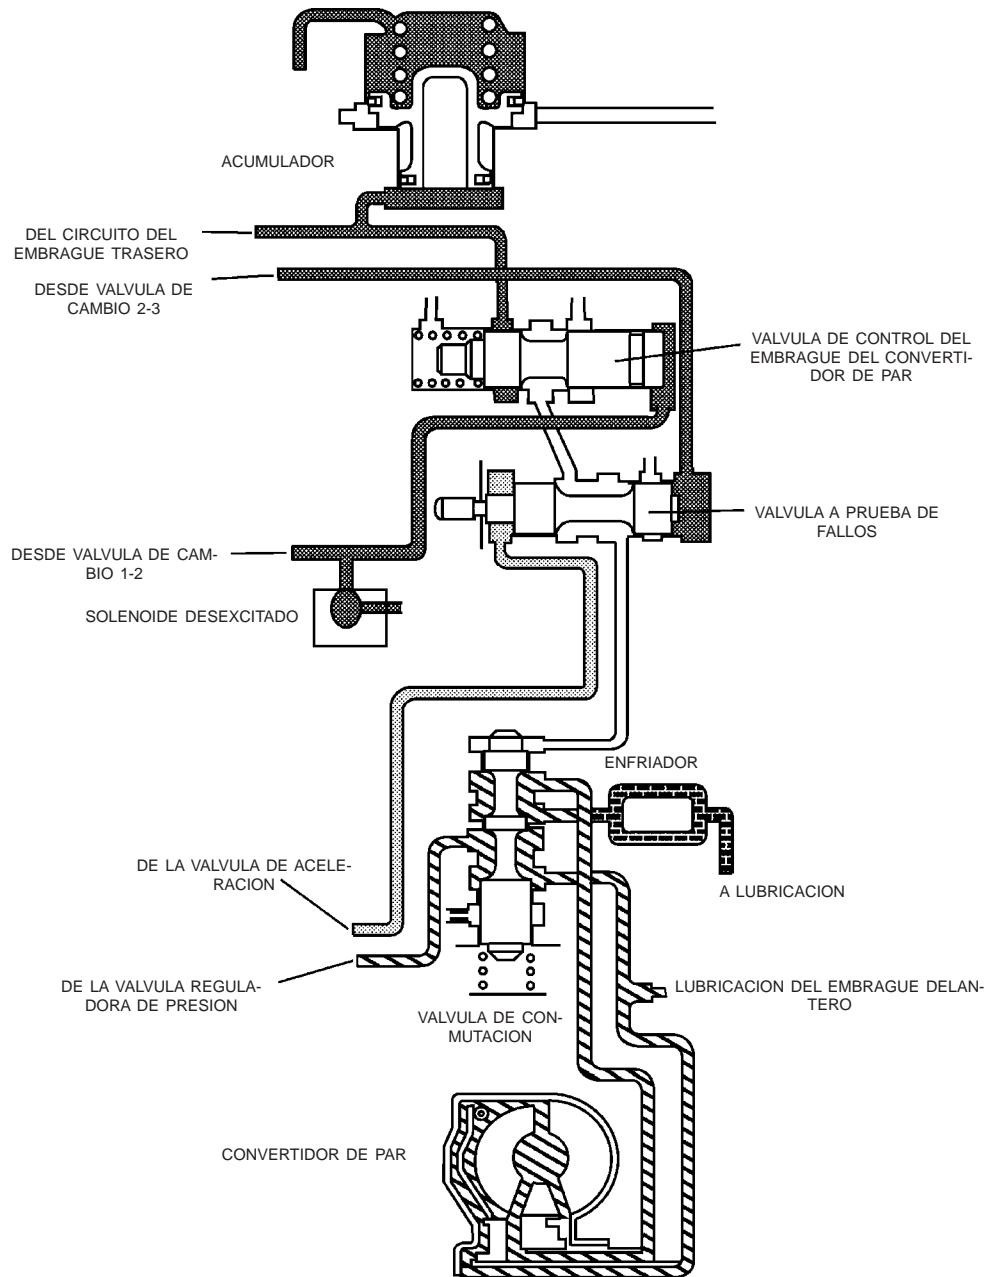 ACUMULADOR
DEL CIRCUITO DEL
EMBRAGUE TRASERO
DESDE VALVULA DE
CAMBIO 2-3
VALVULA DE CONTROL DEL
EMBRAGUE DEL CONVERTI-
DOR DE PAR
VALVULA A PRUEBA DE
FALLOS
DESDE VALVULA DE CAM-
BIO 1-2
SOLENOIDE DESEXCITADO
ENFRIADOR
DE LA VALVULA DE ACELE-
RACION
A LUBRICACION
DE LA VALVULA REGULA-
DORA DE PRESION
LUBRICACION DEL EMBRAGUE DELAN-
TERO
VALVULA DE CON-
MUTACION
CONVERTIDOR DE PAR